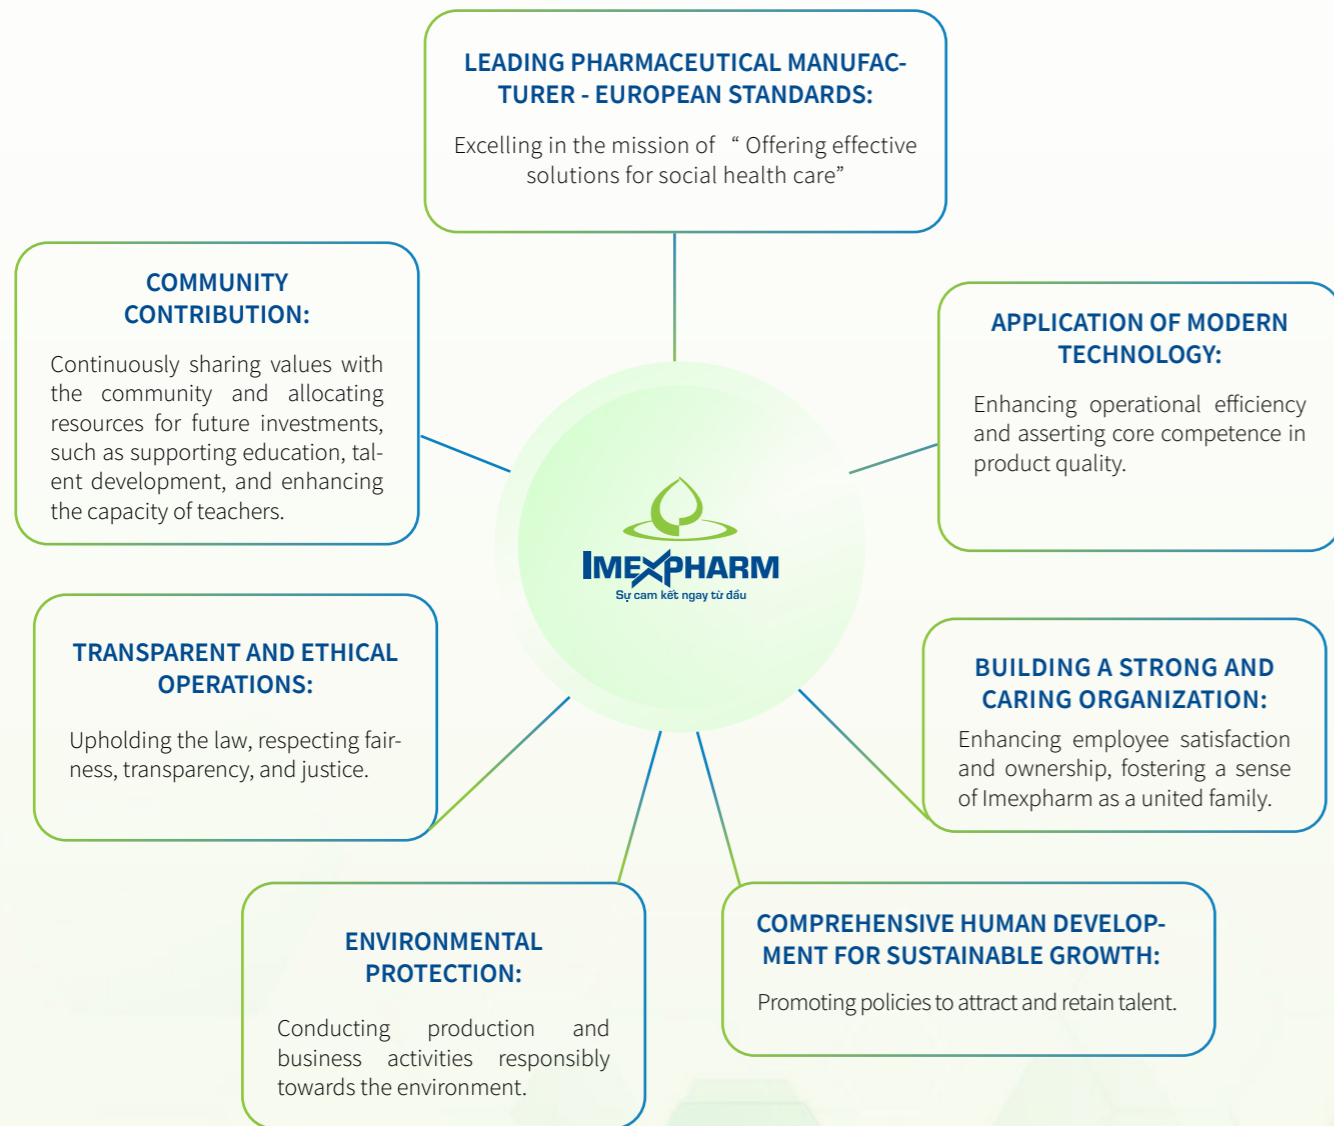 LEADING PHARMACEUTICAL MANUFAC-
TURER - EUROPEAN STANDARDS:
Excelling in the mission of “ Offering effective
solutions for social health care”
COMMUNITY
CONTRIBUTION:
Continuously sharing values with
the community and allocating
resources for future investments,
such as supporting education, tal-
ent development, and enhancing
the capacity of teachers.
APPLICATION OF MODERN
TECHNOLOGY:
Enhancing operational efficiency
and asserting core competence in
product quality.
IMEXPHARM
Sự cam kết ngay từ đầu
TRANSPARENT AND ETHICAL
OPERATIONS:
Upholding the law, respecting fair-
ness, transparency, and justice.
BUILDING A STRONG AND
CARING ORGANIZATION:
Enhancing employee satisfaction
and ownership, fostering a sense
of Imexpharm as a united family.
ENVIRONMENTAL
PROTECTION:
Conducting production and
business activities responsibly
towards the environment.
COMPREHENSIVE HUMAN DEVELOP-
MENT FOR SUSTAINABLE GROWTH:
Promoting policies to attract and retain talent.